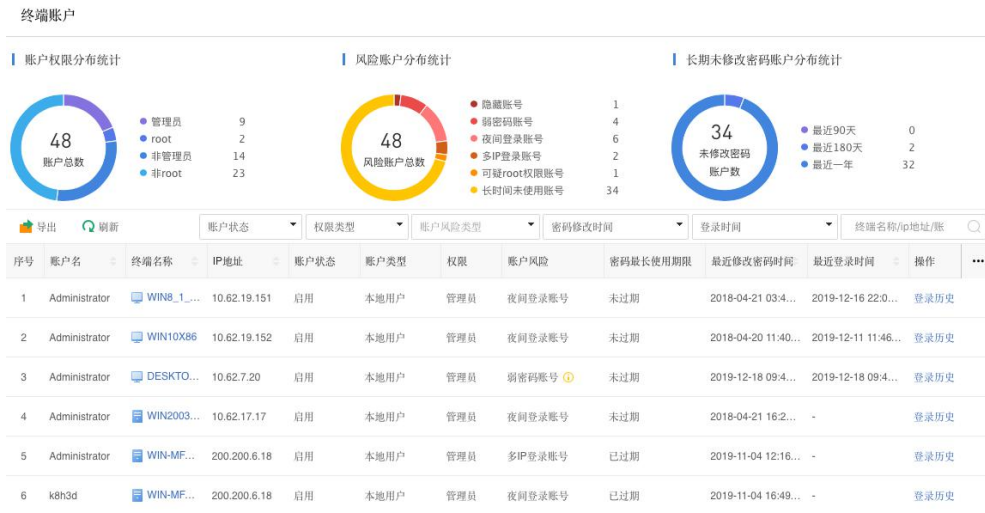 终端账户
账户权限分布统计
48
账户总数
管理员 9
root 2
非管理员 14
非root 23
风险账户分布统计
48
风险账户总数
隐藏账号 1
弱密码账号 4
夜间登录账号 6
多IP登录账号 2
可疑root权限账号 1
长时间未使用账号 34
长期未修改密码账户分布统计
34
未修改密码
账户数
最近90天 0
最近180天 2
最近一年 32
导出 刷新 账户状态 权限类型 账户风险类型 密码修改时间 登录时间 终端名称/ip地址/账
序号 账户名 终端名称 IP地址 账户状态 账户类型 权限 账户风险 密码最长使用期限 最近修改密码时间 最近登录时间 操作 •••
1 Administrator WIN8_1_... 10.62.19.151 启用 本地用户 管理员 夜间登录账号 未过期 2018-04-21 03:4... 2019-12-16 22:0... 登录历史
2 Administrator WIN10X86 10.62.19.152 启用 本地用户 管理员 夜间登录账号 未过期 2018-04-20 11:40... 2019-12-11 11:46... 登录历史
3 Administrator DESKTO... 10.62.7.20 启用 本地用户 管理员 弱密码账号 未过期 2019-12-18 09:4... 2019-12-18 09:4... 登录历史
4 Administrator WIN2003... 10.62.17.17 启用 本地用户 管理员 夜间登录账号 未过期 2018-04-21 16:2... - 登录历史
5 Administrator WIN-MF... 200.200.6.18 启用 本地用户 管理员 多IP登录账号 已过期 2019-11-04 12:16... - 登录历史
6 k8h3d WIN-MF... 200.200.6.18 启用 本地用户 管理员 夜间登录账号 已过期 2019-11-04 16:49... - 登录历史